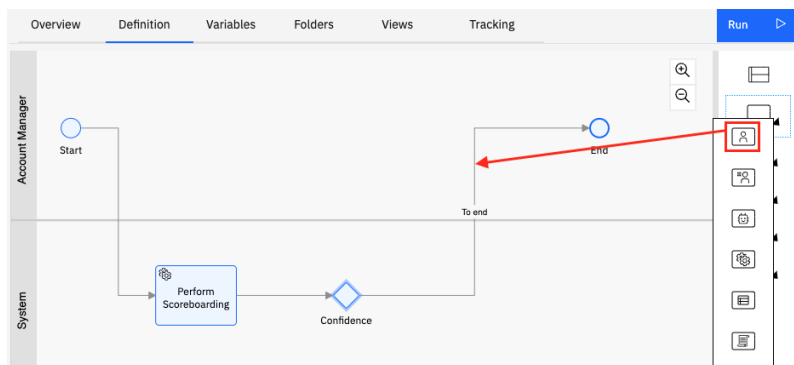 Overview Definition Variables Folders Views Tracking Run
Account Manager
Start
End
To end
System
Perform
Scoreboarding
Confidence